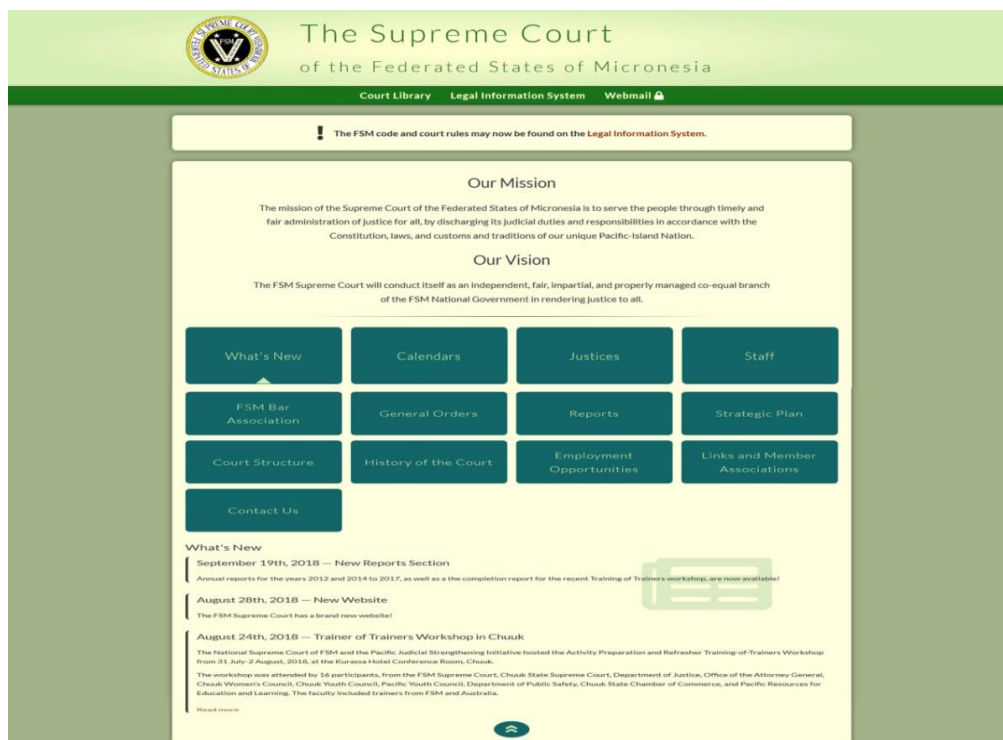 SUPREME COURT
FSM
FEDERATED STATES OF
The Supreme Court
of the Federated States of Micronesia
Court Library Legal Information System Webmail
! The FSM code and court rules may now be found on the Legal Information System.
Our Mission
The mission of the Supreme Court of the Federated States of Micronesia is to serve the people through timely and
fair administration of justice for all, by discharging its judicial duties and responsibilities in accordance with the
Constitution, laws, and customs and traditions of our unique Pacific-Island Nation.
Our Vision
The FSM Supreme Court will conduct itself as an independent, fair, impartial, and properly managed co-equal branch
of the FSM National Government in rendering justice to all.
What's New
Calendars
Justices
Staff
FSM Bar
Association
General Orders
Reports
Strategic Plan
Court Structure
History of the Court
Employment
Opportunities
Links and Member
Associations
Contact Us
What's New
September 19th, 2018 — New Reports Section
Annual reports for the years 2012 and 2014 to 2017, as well as a the completion report for the recent Training of Trainers workshop, are now available!
August 28th, 2018 — New Website
The FSM Supreme Court has a brand new website!
August 24th, 2018 — Trainer of Trainers Workshop in Chuuk
The National Supreme Court of FSM and the Pacific Judicial Strengthening Initiative hosted the Activity Preparation and Refresher Training-of-Trainers Workshop
from 31 July-2 August, 2018, at the Kurassa Hotel Conference Room, Chuuk.
The workshop was attended by 16 participants, from the FSM Supreme Court, Chuuk State Supreme Court, Department of Justice, Office of the Attorney General,
Chuuk Women's Council, Chuuk Youth Council, Pacific Youth Council, Department of Public Safety, Chuuk State Chamber of Commerce, and Pacific Resources for
Education and Learning. The faculty included trainers from FSM and Australia.
Read more